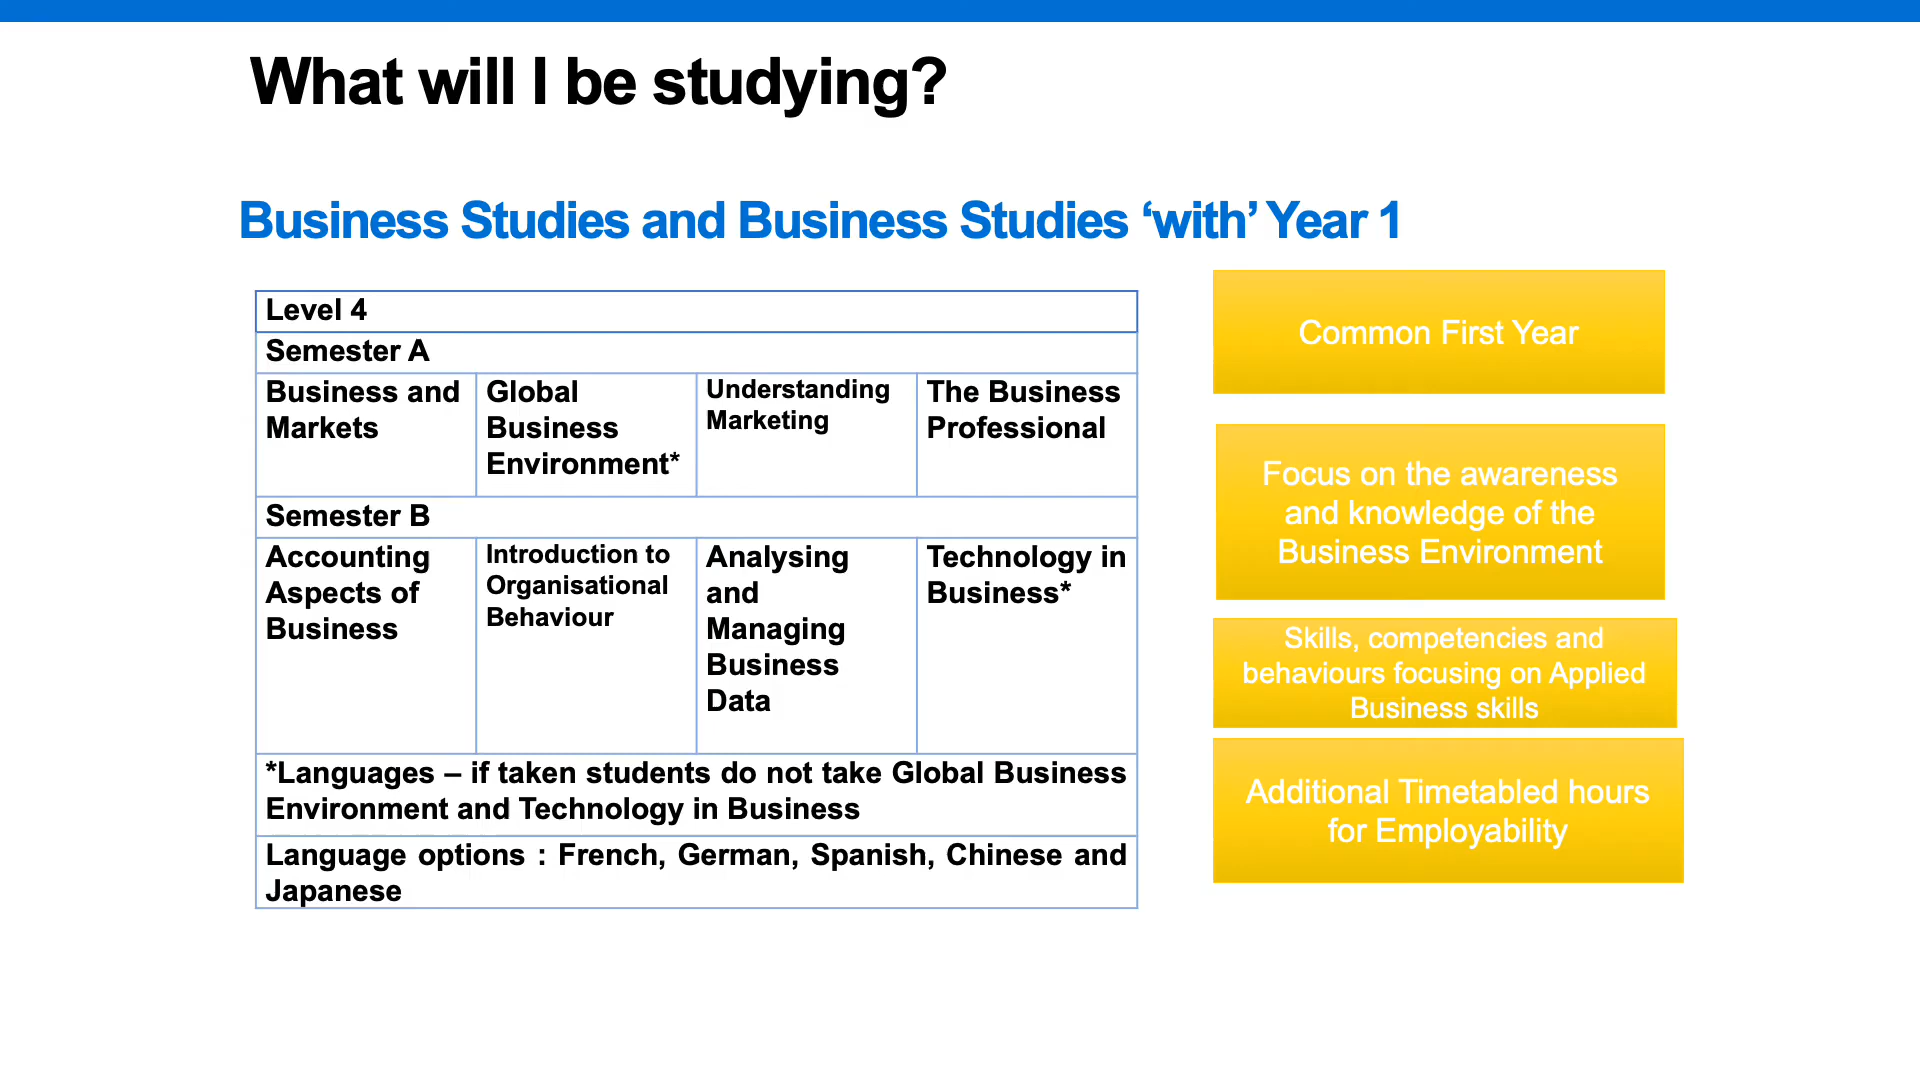 What will I be studying?
Business Studies and Business Studies ‘with’ Year 1
Level 4
Semester A
Business and
Markets
Global
Business
Environment*
Understanding
Marketing
The Business
Professional
Semester B
Accounting
Aspects of
Business
Introduction to
Organisational
Behaviour
Analysing
and
Managing
Business
Data
Technology in
Business*
*Languages – if taken students do not take Global Business
Environment and Technology in Business
Language options : French, German, Spanish, Chinese and
Japanese
Common First Year
Focus on the awareness
and knowledge of the
Business Environment
Skills, competencies and
behaviours focusing on Applied
Business skills
Additional Timetabled hours
for Employability